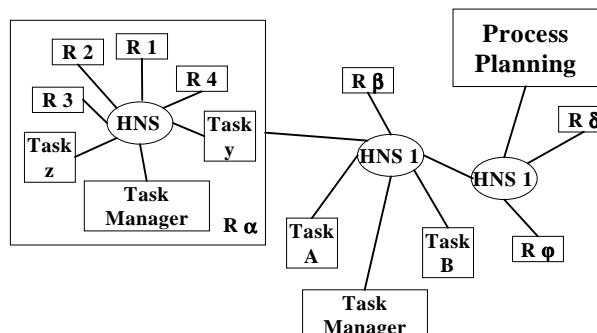 R 2
R 1
R 4
R 3
HNS
Task
z
Task
y
Task
Manager
R α
R β
HNS 1
Task
A
Task
B
Task
Manager
Process
Planning
R δ
HNS 1
R φ